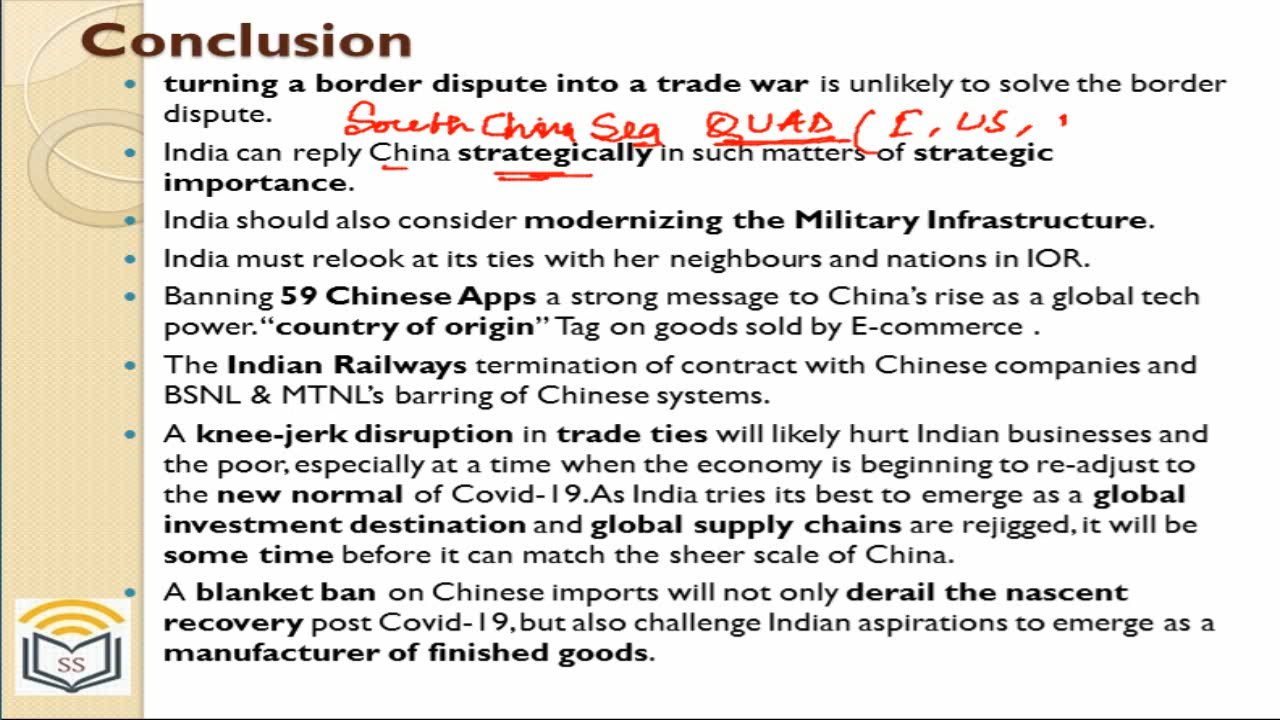 Conclusion
turning a border dispute into a trade war is unlikely to solve the border
dispute.
South China Sea QUAD ( I, US, '
India can reply China strategically in such matters of strategic
importance.
India should also consider modernizing the Military Infrastructure.
India must relook at its ties with her neighbours and nations in IOR.
Banning 59 Chinese Apps a strong message to China's rise as a global tech
power. "country of origin" Tag on goods sold by E-commerce .
The Indian Railways termination of contract with Chinese companies and
BSNL & MTNL's barring of Chinese systems.
A knee-jerk disruption in trade ties will likely hurt Indian businesses and
the poor, especially at a time when the economy is beginning to re-adjust to
the new normal of Covid-19. As India tries its best to emerge as a global
investment destination and global supply chains are rejigged, it will be
some time before it can match the sheer scale of China.
A blanket ban on Chinese imports will not only derail the nascent
recovery post Covid-19, but also challenge Indian aspirations to emerge as a
manufacturer of finished goods.
SS